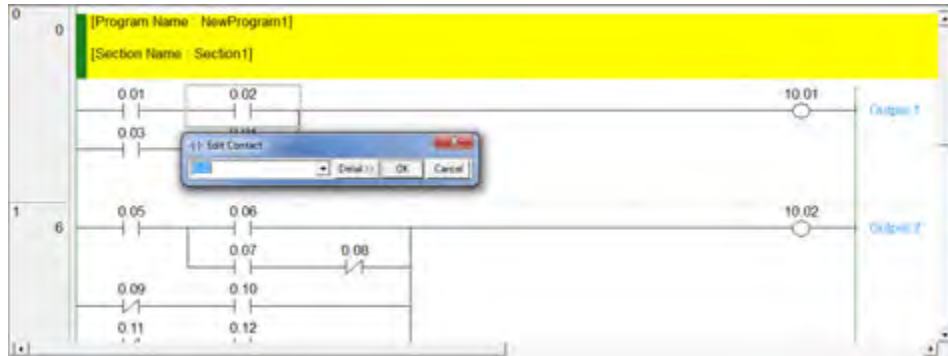 0
0
[Program Name : NewProgram1]
[Section Name : Section1]
0.01 0.02 10.01
Output 1
0.03
Edit Contact
Detail >> OK Cancel
1
6
0.05 0.06 10.02
Output 2
0.07 0.08
0.09 0.10
0.11 0.12